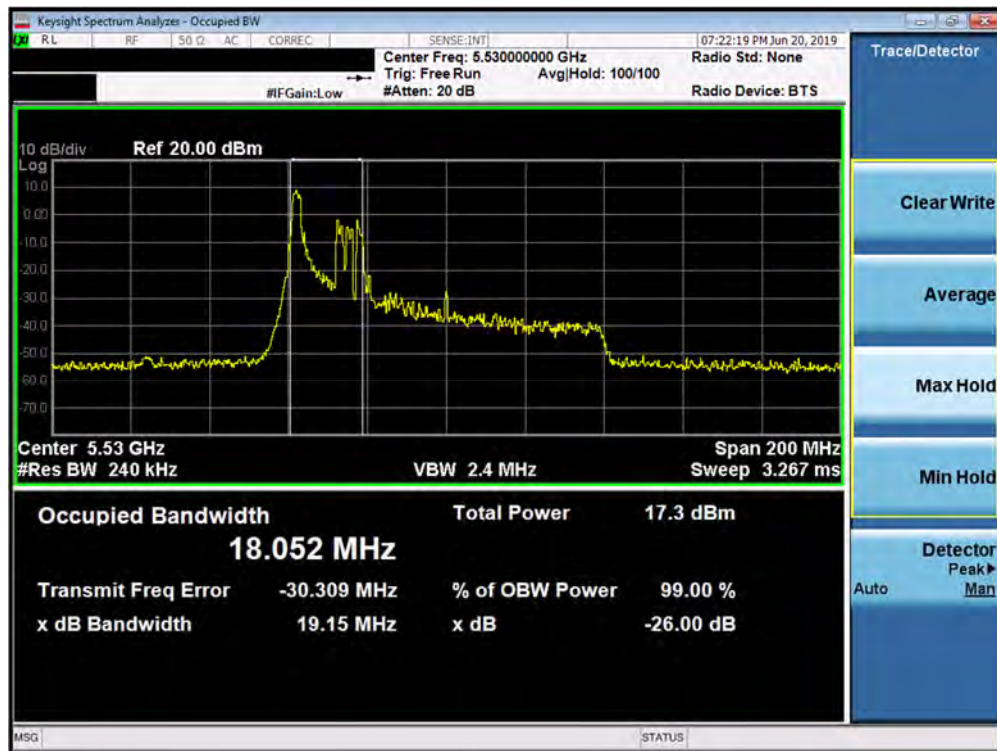 Keysight Spectrum Analyzer - Occupied BW
LXI RL RF 50 Ω AC CORREC SENSE:INT 07:22:19 PM Jun 20, 2019
Center Freq: 5.530000000 GHz Radio Std: None
Trig: Free Run Avg|Hold: 100/100
#IFGain:Low #Atten: 20 dB Radio Device: BTS
10 dB/div Ref 20.00 dBm
Log
10.0
0.00
-10.0
-20.0
-30.0
-40.0
-50.0
-60.0
-70.0
Center 5.53 GHz Span 200 MHz
#Res BW 240 kHz VBW 2.4 MHz Sweep 3.267 ms
Occupied Bandwidth Total Power 17.3 dBm
18.052 MHz
Transmit Freq Error -30.309 MHz % of OBW Power 99.00 %
x dB Bandwidth 19.15 MHz x dB -26.00 dB
MSG STATUS
Trace/Detector
Clear Write
Average
Max Hold
Min Hold
Detector
Peak▶
Auto Man